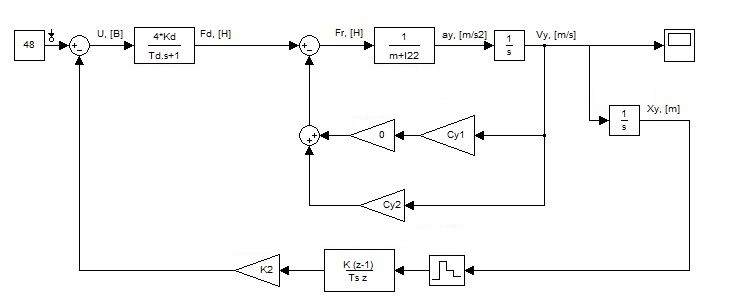 48
U, [B]
4*Kd
Td.s+1
Fd, [H]
Fr, [H]
1
m+l22
ay, [m/s2]
1
s
Vy, [m/s]
1
s
Xy, [m]
0
Cy1
Cy2
K2
K (z-1)
Ts z